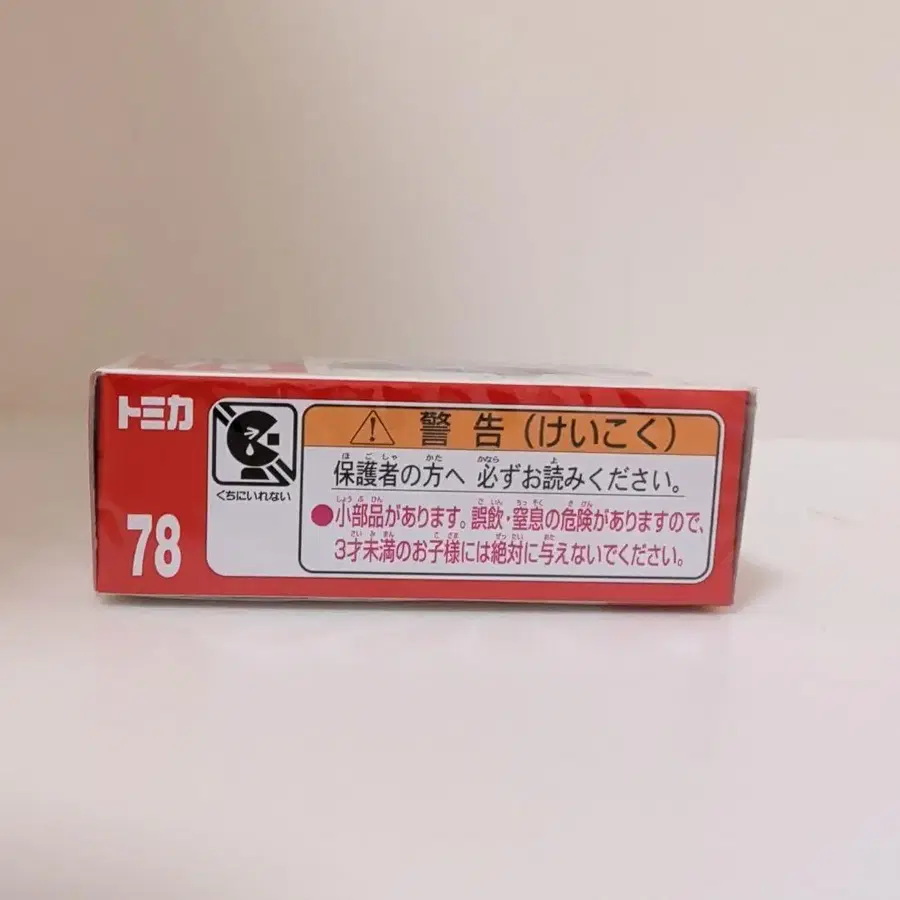 トミカ
78
くちにいれない
警告(けいこく)
保護者の方へ 必ずお読みください。
●小部品があります。誤飲・窒息の危険がありますので、
3才未満のお子様には絶対に与えないでください。